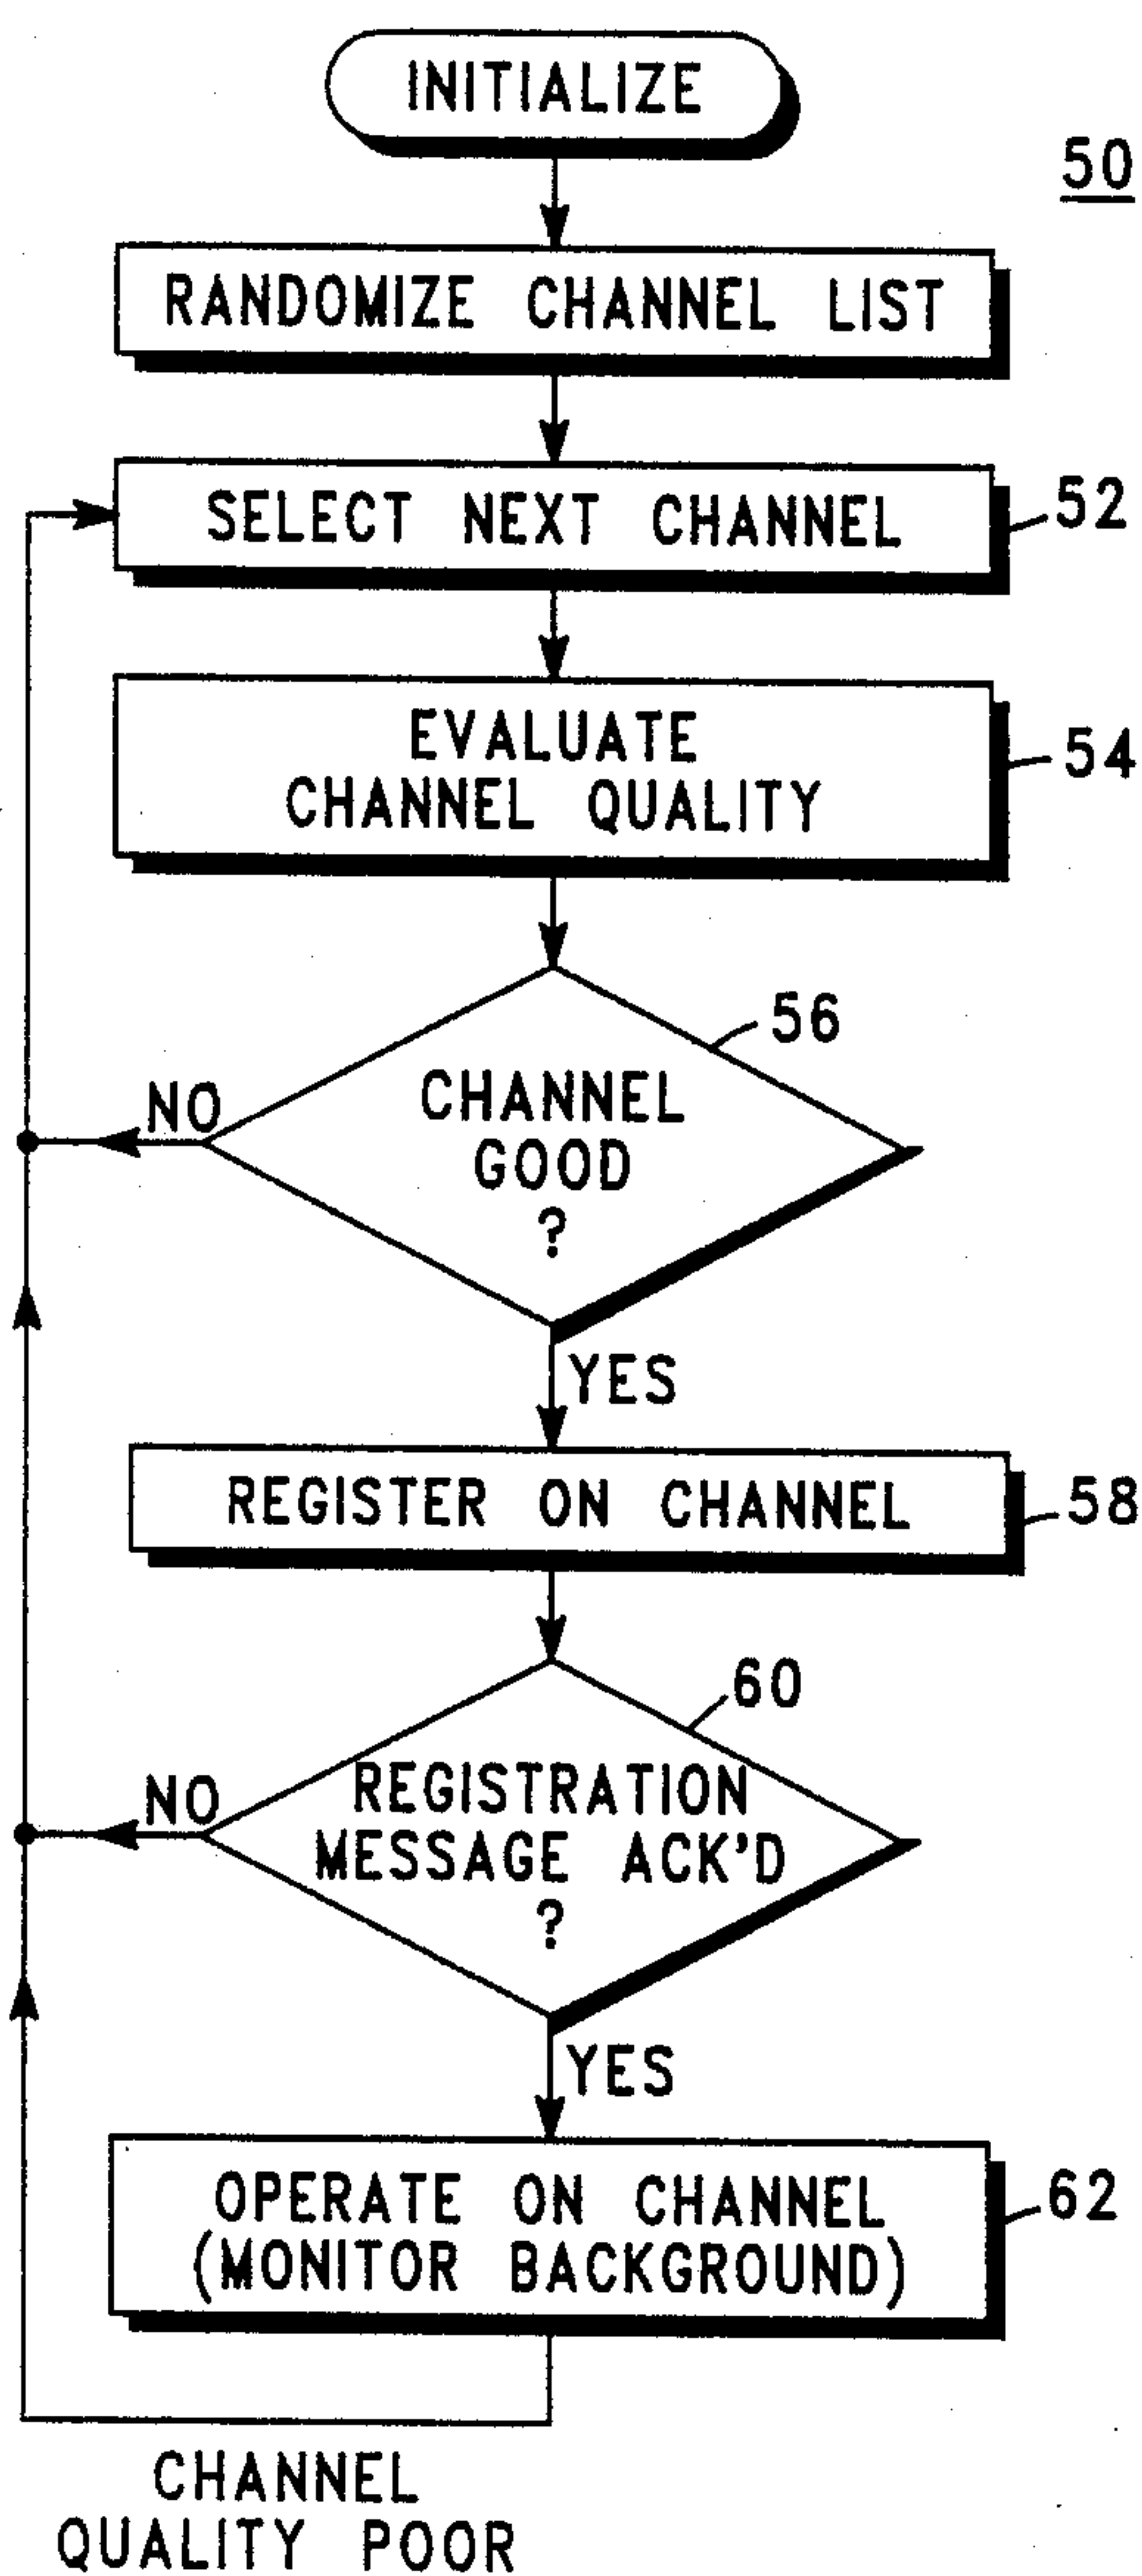 INITIALIZE
50
RANDOMIZE CHANNEL LIST
SELECT NEXT CHANNEL
52
EVALUATE
CHANNEL QUALITY
54
56
CHANNEL
GOOD
?
NO
YES
REGISTER ON CHANNEL
58
60
REGISTRATION
MESSAGE ACK'D
?
NO
YES
OPERATE ON CHANNEL
(MONITOR BACKGROUND)
62
CHANNEL
QUALITY POOR